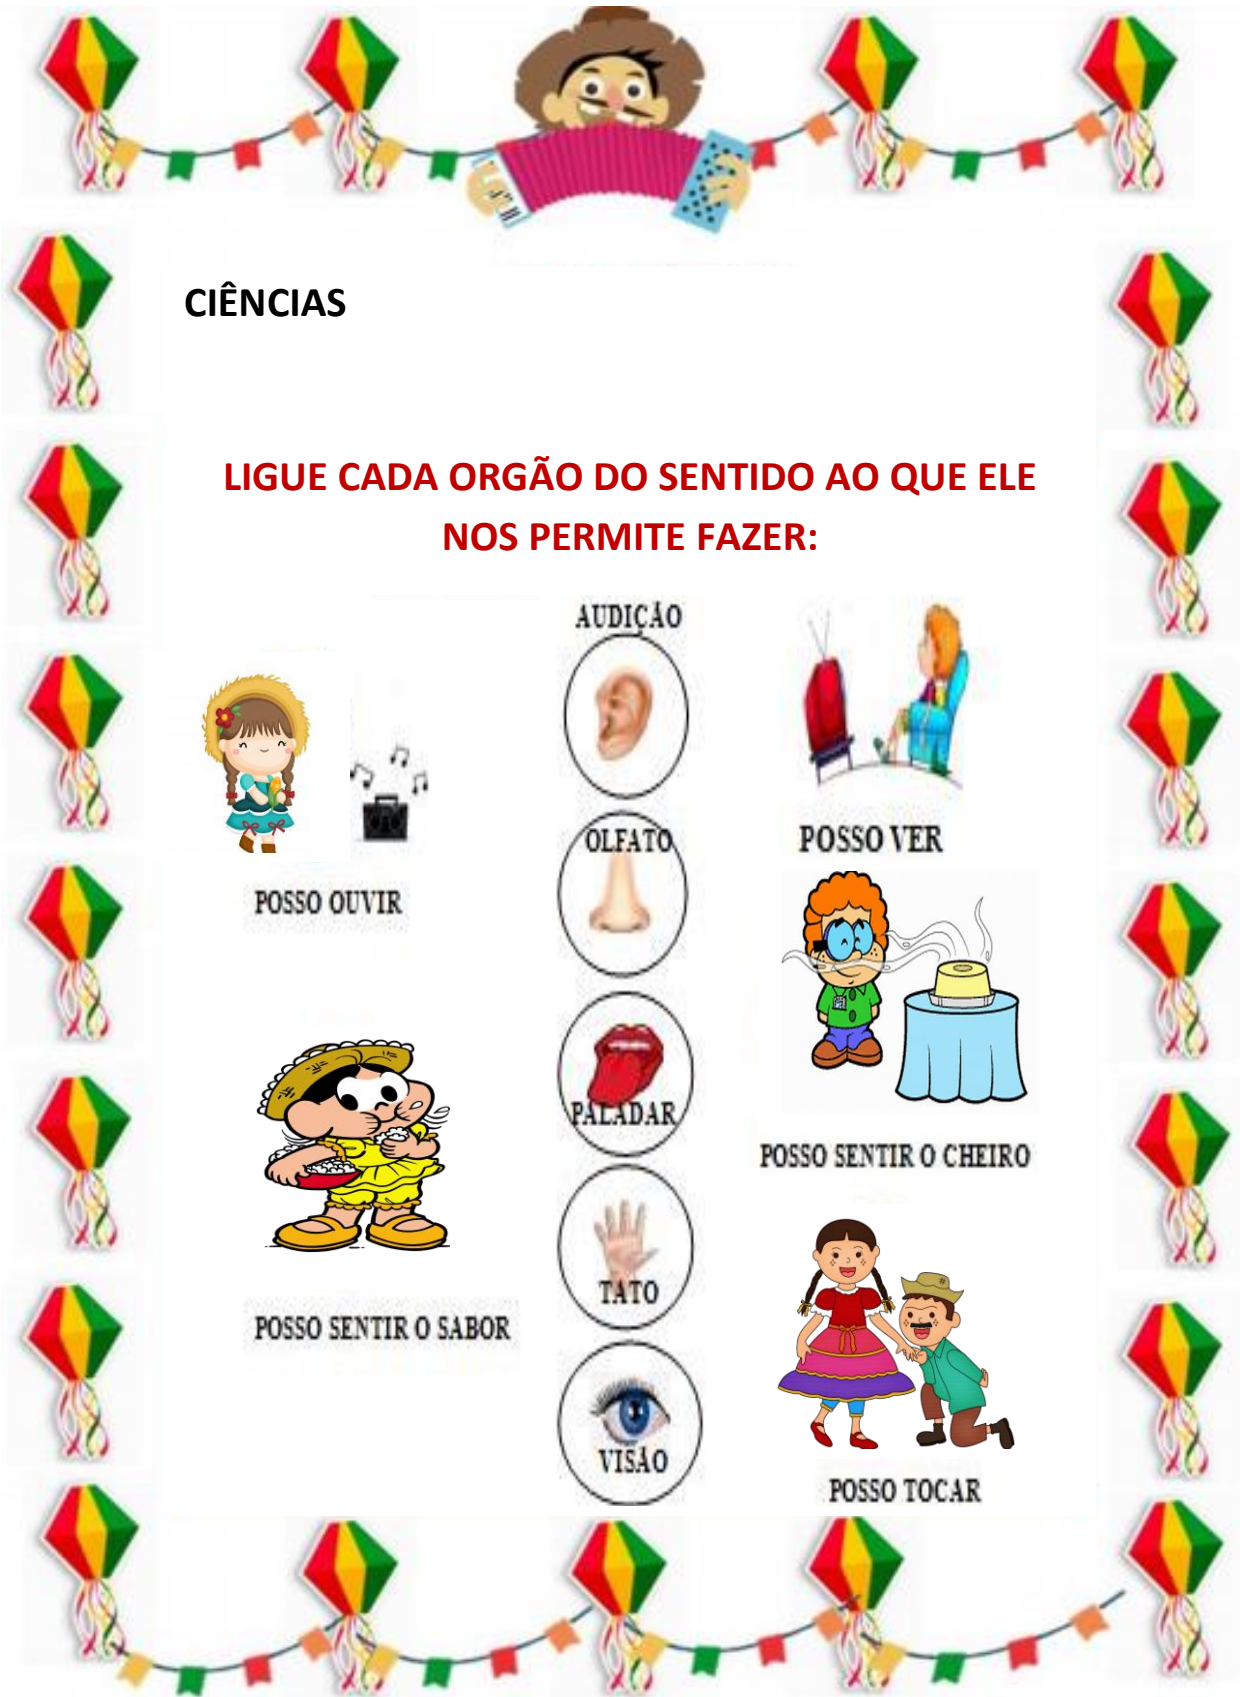 CIÊNCIAS
LIGUE CADA ORGÃO DO SENTIDO AO QUE ELE
NOS PERMITE FAZER:
AUDIÇÃO
POSSO VER
OLFATO
POSSO OUVIR
PALADAR
POSSO SENTIR O CHEIRO
TATO
POSSO SENTIR O SABOR
VISÃO
POSSO TOCAR